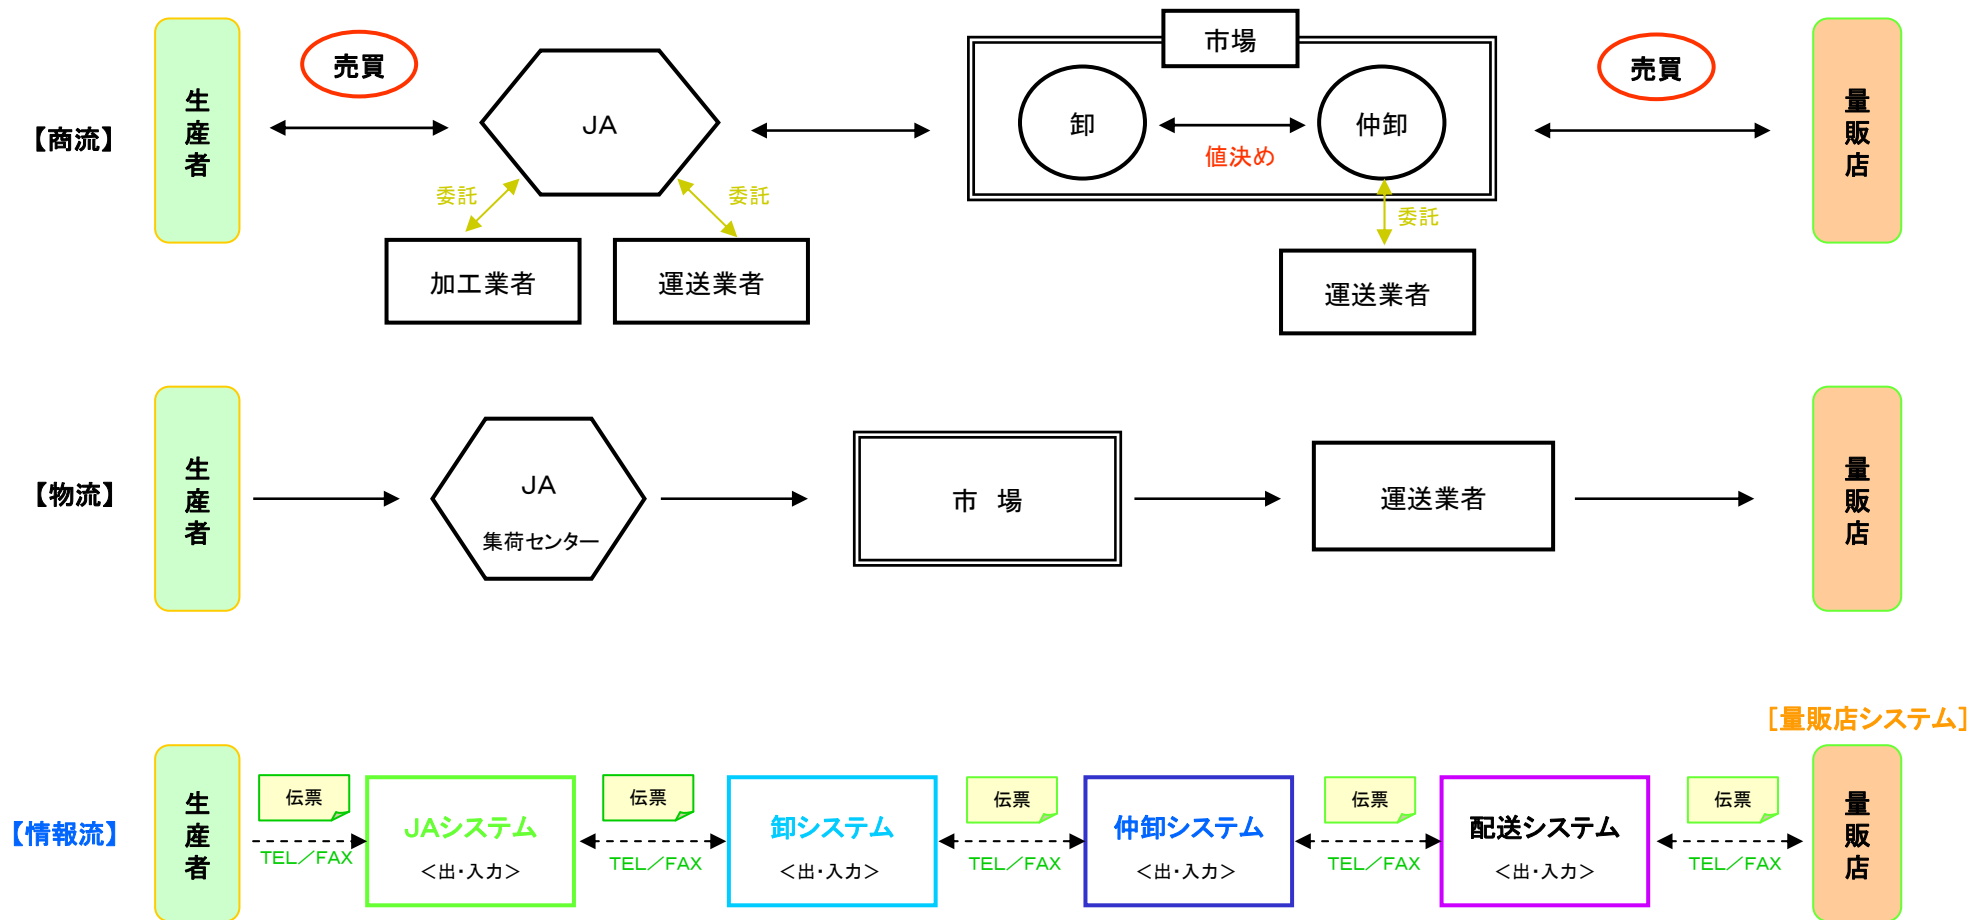 【商流】
生産者
売買
JA
委託
委託
加工業者
運送業者
市場
卸
値決め
仲卸
委託
運送業者
売買
量販店
【物流】
生産者
JA
集荷センター
市 場
運送業者
量販店
[量販店システム]
【情報流】
生産者
伝票
TEL/FAX
JAシステム
<出・入力>
伝票
TEL/FAX
卸システム
<出・入力>
伝票
TEL/FAX
仲卸システム
<出・入力>
伝票
TEL/FAX
配送システム
<出・入力>
伝票
TEL/FAX
量販店